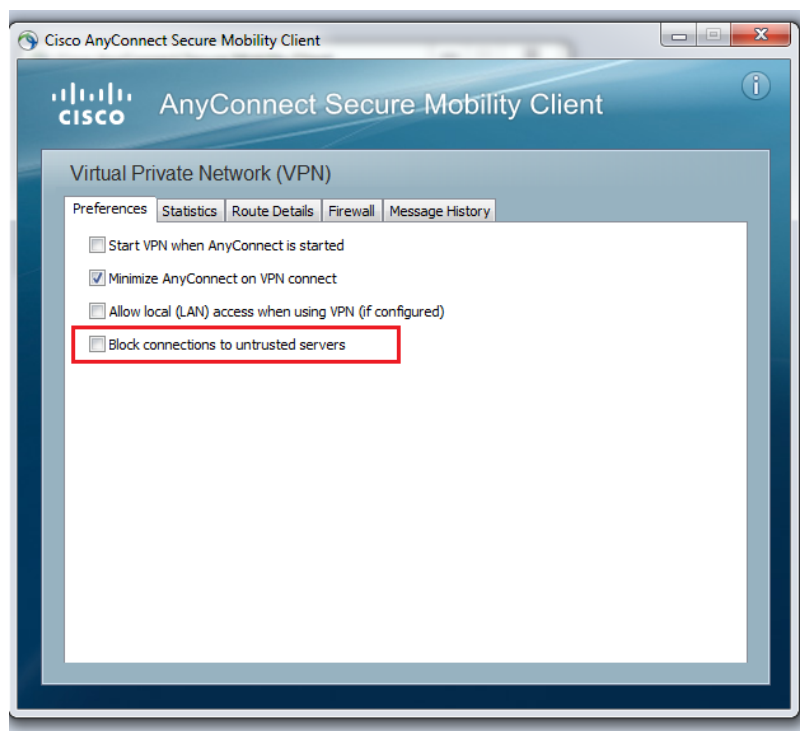 Cisco AnyConnect Secure Mobility Client
CISCO
AnyConnect Secure Mobility Client
Virtual Private Network (VPN)
Preferences Statistics Route Details Firewall Message History
Start VPN when AnyConnect is started
Minimize AnyConnect on VPN connect
Allow local (LAN) access when using VPN (if configured)
Block connections to untrusted servers